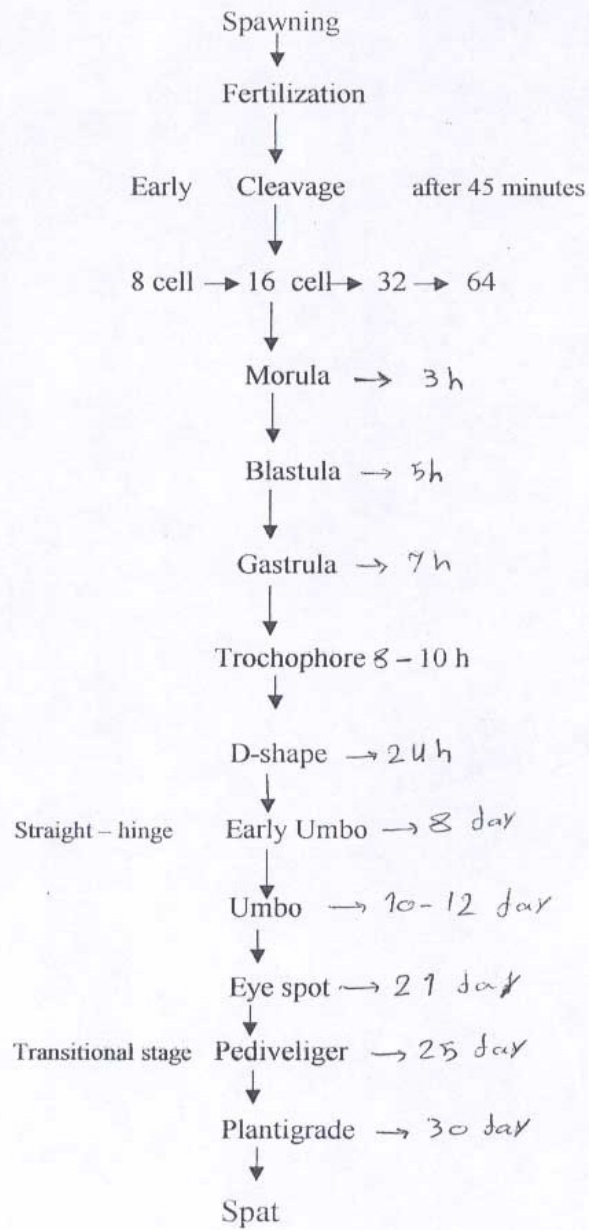 Spawning
Fertilization
Early Cleavage after 45 minutes
8 cell → 16 cell → 32 → 64
Morula → 3 h
Blastula → 5h
Gastrula → 7 h
Trochophore 8 – 10 h
D-shape → 24 h
Straight – hinge Early Umbo → 8 day
Umbo → 10-12 day
Eye spot → 21 day
Transitional stage Pediveliger → 25 day
Plantigrade → 30 day
Spat